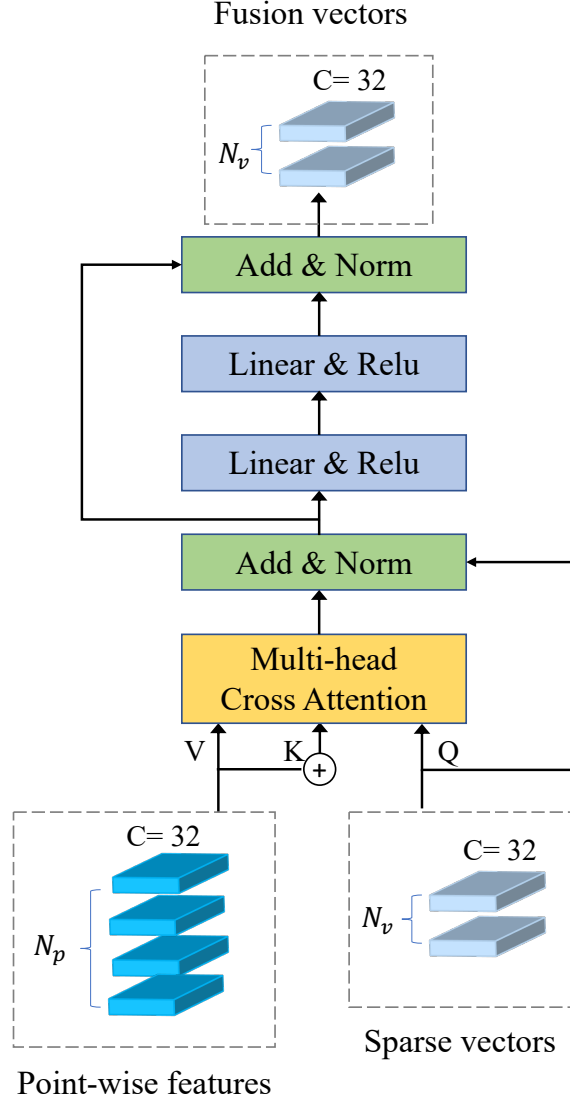 Fusion vectors
C= 32
N_v
Add & Norm
Linear & Relu
Linear & Relu
Add & Norm
Multi-head
Cross Attention
V
K
+
Q
C= 32
N_p
C= 32
N_v
Sparse vectors
Point-wise features